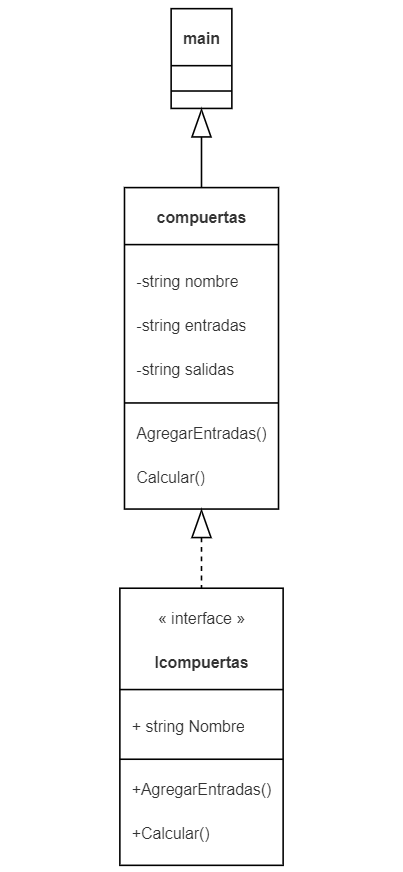 main
compuertas
-string nombre
-string entradas
-string salidas
AgregarEntradas()
Calcular()
« interface »
Icompuertas
+ string Nombre
+AgregarEntradas()
+Calcular()